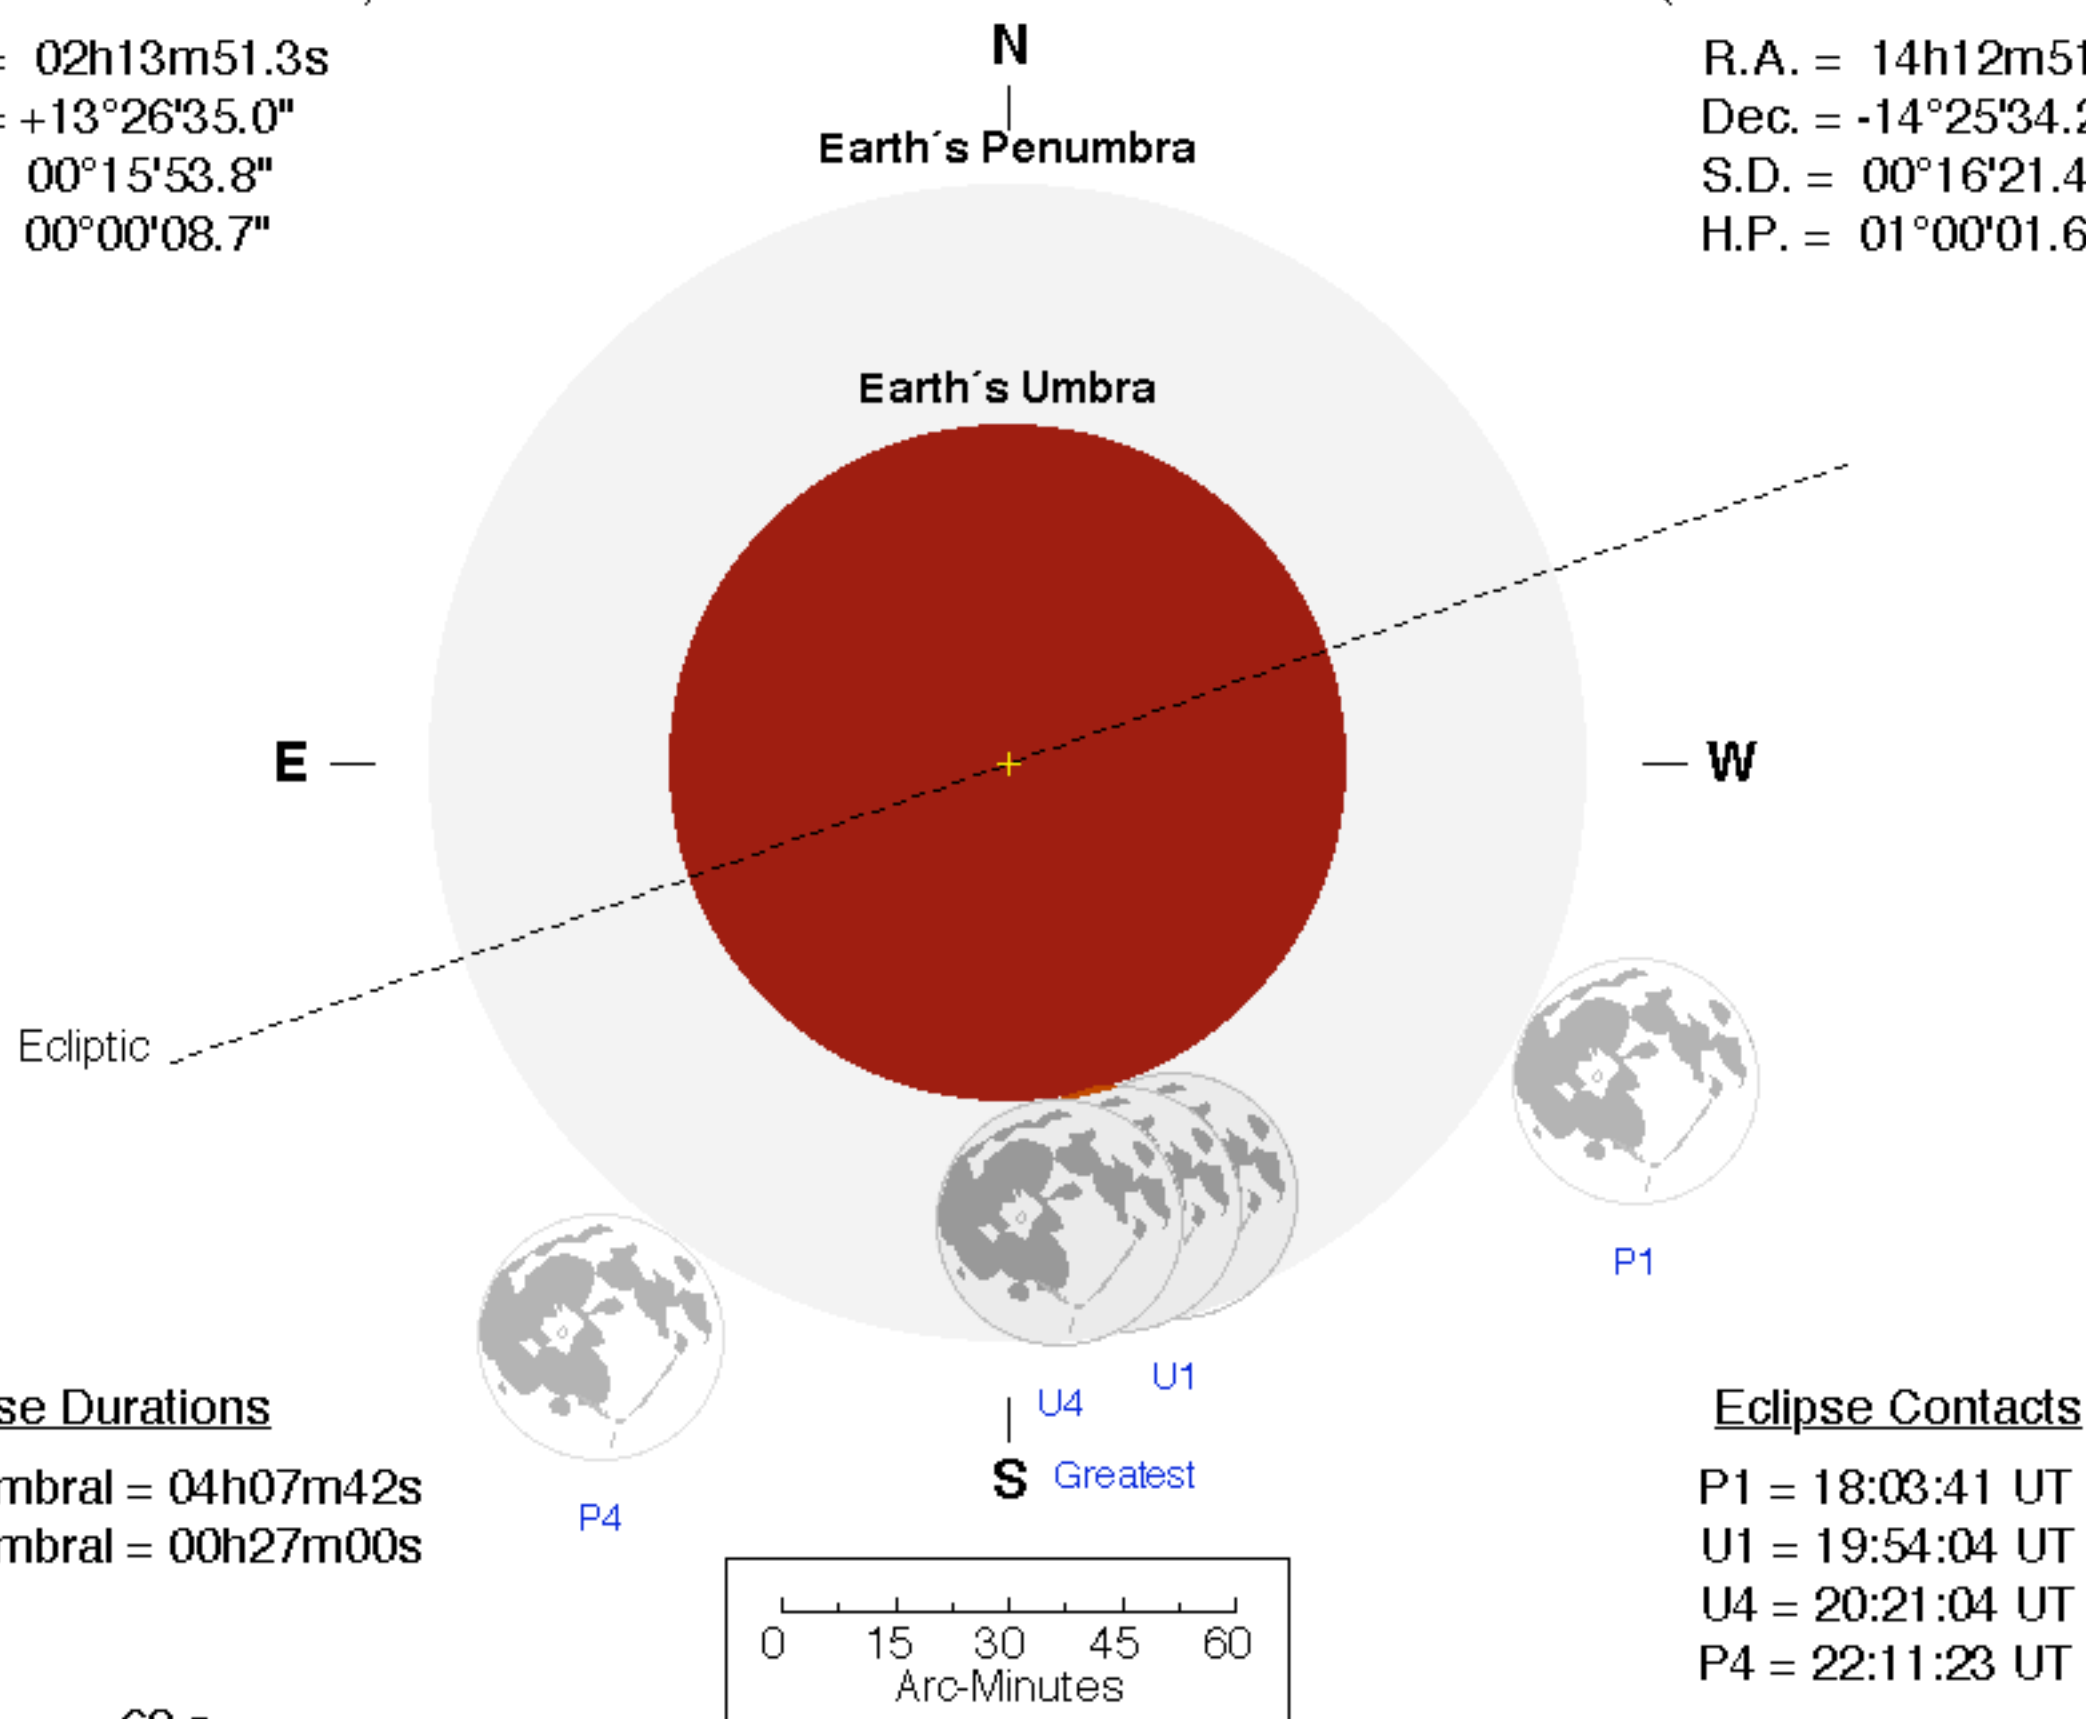 = 02h13m51.3s
= +13°26'35.0"
00°15'53.8"
00°00'08.7"
N
Earth´s Penumbra
R.A. = 14h12m51
Dec. = -14°25'34.2
S.D. = 00°16'21.4
H.P. = 01°00'01.6
Earth´s Umbra
E
W
Ecliptic
P1
U1
U4
S Greatest
P4
se Durations
mbral = 04h07m42s
mbral = 00h27m00s
Eclipse Contacts
P1 = 18:03:41 UT
U1 = 19:54:04 UT
U4 = 20:21:04 UT
P4 = 22:11:23 UT
0 15 30 45 60
Arc-Minutes